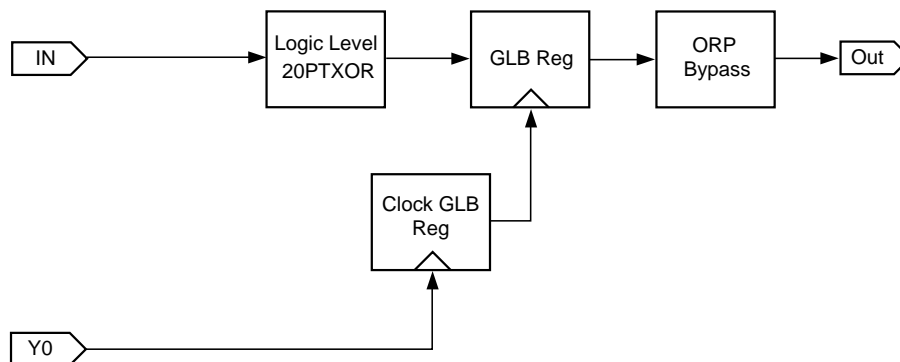 IN
Logic Level
20PTXOR
GLB Reg
ORP
Bypass
Out
Clock GLB
Reg
Y0